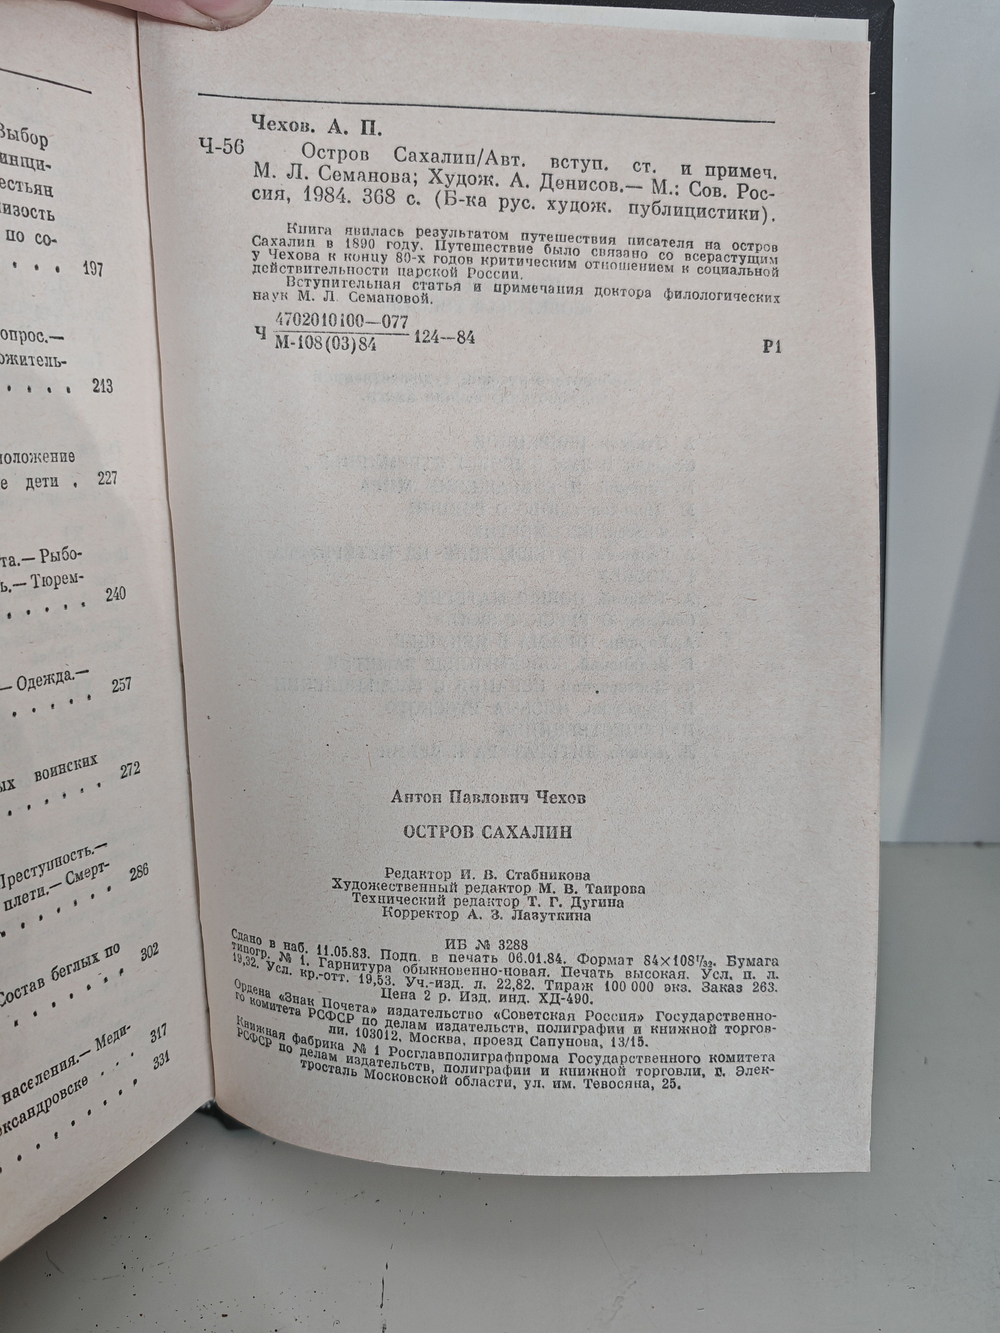 Выбор
естьян
изость
по со-
. . . 197
опрос.—
ожитель-
. . . . 213
оложение
е дети . 227
та.— Рыбо-
ь.— Тюрем-
. . . . . 240
— Одежда.—
. . . . . 257
ых воинских
. . . . . 272
Преступность.—
плети.— Смерт-
. . . . . . 286
Состав беглых по
. . . . . . 302
населения.— Меди-
ександровске . . . 317
. . . . . . . 331
Чехов. А. П.
Ч-56
Остров Сахалин/Авт. вступ. ст. и примеч.
М. Л. Семанова; Худож. А. Денисов.— М.: Сов. Рос-
сия, 1984. 368 с. (Б-ка рус. худож. публицистики).
Книга явилась результатом путешествия писателя на остров
Сахалин в 1890 году. Путешествие было связано со всерастущим
у Чехова к концу 80-х годов критическим отношением к социальной
действительности царской России.
Вступительная статья и примечания доктора филологических
наук М. Л. Семановой.
Ч 4702010100—077
М-108(03)84 124—84 Р1
Антон Павлович Чехов
ОСТРОВ САХАЛИН
Редактор И. В. Стабникова
Художественный редактор М. В. Таирова
Технический редактор Т. Г. Дугина
Корректор А. З. Лазуткина
ИБ № 3288
Сдано в наб. 11.05.83. Подп. в печать 06.01.84. Формат 84×108¹/₃₂. Бумага
типогр. № 1. Гарнитура обыкновенно-новая. Печать высокая. Усл. п. л.
19,32. Усл. кр.-отт. 19,53. Уч.-изд. л. 22,82. Тираж 100 000 экз. Заказ 263.
Цена 2 р. Изд. инд. ХД-490.
Ордена «Знак Почета» издательство «Советская Россия» Государственно-
го комитета РСФСР по делам издательств, полиграфии и книжной торгов-
ли. 103012, Москва, проезд Сапунова, 13/15.
Книжная фабрика № 1 Росглавполиграфпрома Государственного комитета
РСФСР по делам издательств, полиграфии и книжной торговли, г. Элек-
тросталь Московской области, ул. им. Тевосяна, 25.